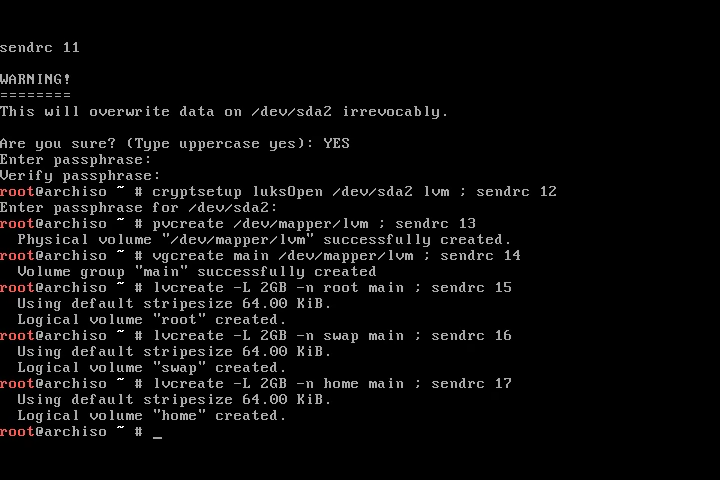 sendrc 11
WARNING!
========
This will overwrite data on /dev/sda2 irrevocably.
Are you sure? (Type uppercase yes): YES
Enter passphrase:
Verify passphrase:
root@archiso ~ # cryptsetup luksOpen /dev/sda2 lvm ; sendrc 12
Enter passphrase for /dev/sda2:
root@archiso ~ # pvcreate /dev/mapper/lvm ; sendrc 13
  Physical volume "/dev/mapper/lvm" successfully created.
root@archiso ~ # vgcreate main /dev/mapper/lvm ; sendrc 14
  Volume group "main" successfully created
root@archiso ~ # lvcreate -L 2GB -n root main ; sendrc 15
  Using default stripesize 64.00 KiB.
  Logical volume "root" created.
root@archiso ~ # lvcreate -L 2GB -n swap main ; sendrc 16
  Using default stripesize 64.00 KiB.
  Logical volume "swap" created.
root@archiso ~ # lvcreate -L 2GB -n home main ; sendrc 17
  Using default stripesize 64.00 KiB.
  Logical volume "home" created.
root@archiso ~ # _